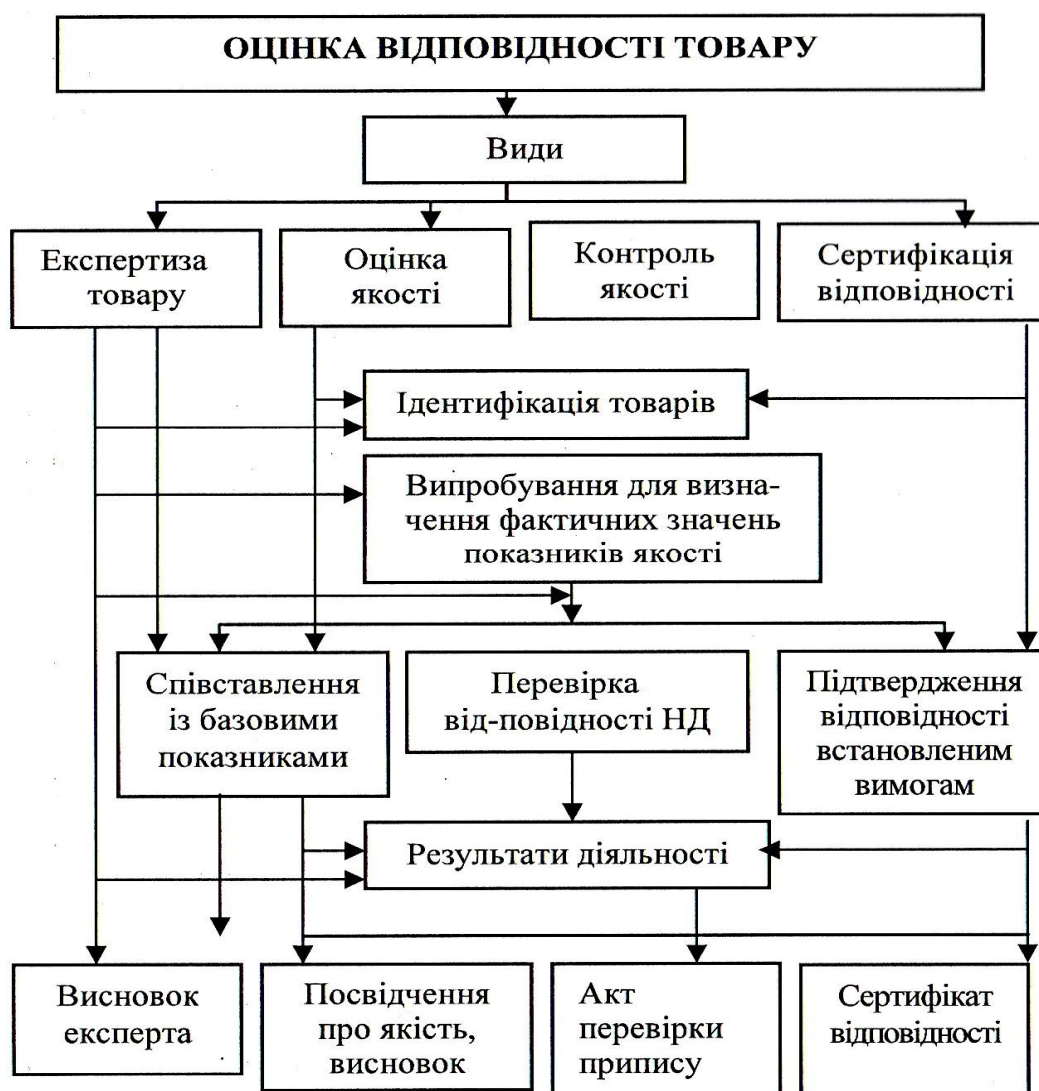 ОЦІНКА ВІДПОВІДНОСТІ ТОВАРУ
Види
Експертиза
товару
Оцінка
якості
Контроль
якості
Сертифікація
відповідності
Ідентифікація товарів
Випробування для визна-
чення фактичних значень
показників якості
Співставлення
із базовими
показниками
Перевірка
від-повідності НД
Підтвердження
відповідності
встановленим
вимогам
Результати діяльності
Висновок
експерта
Посвідчення
про якість,
висновок
Акт
перевірки
припису
Сертифікат
відповідності